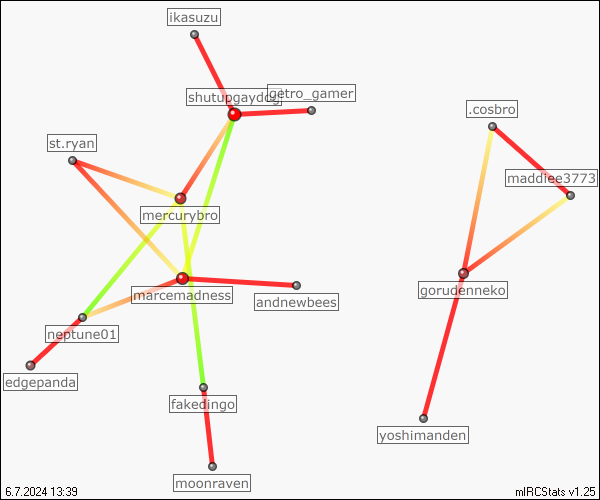 ikasuzu
shutupgaydog
getro_gamer
.cosbro
st.ryan
maddiee3773
mercurybro
marcemadness
gorudenneko
andnewbees
neptune01
edgepanda
fakedingo
yoshimanden
moonraven
6.7.2024 13:39
mIRCStats v1.25